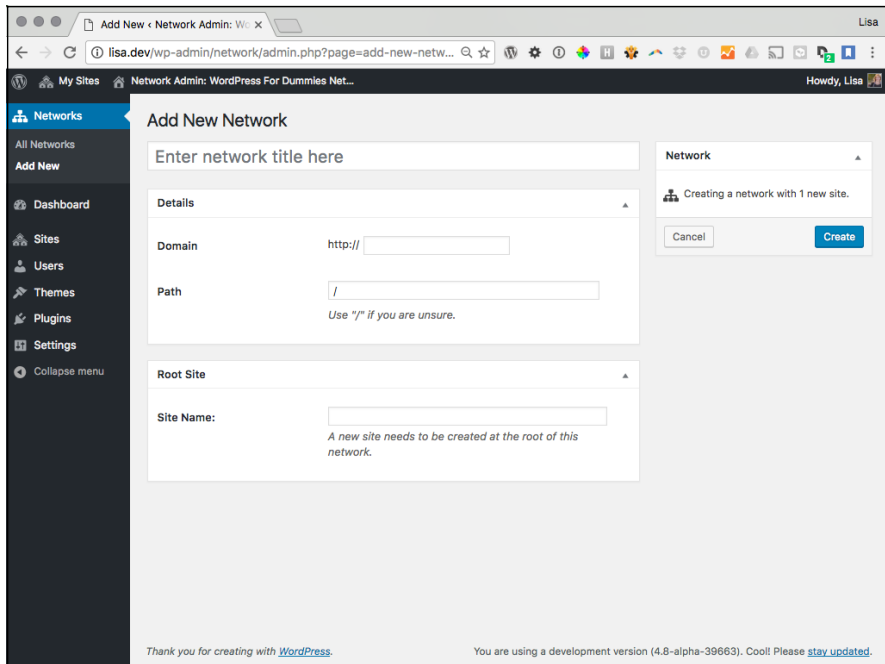 Add New ‹ Network Admin: Wo
Lisa
lisa.dev/wp-admin/network/admin.php?page=add-new-netw...
My Sites
Network Admin: WordPress For Dummies Net...
Howdy, Lisa
Networks
All Networks
Add New
Dashboard
Sites
Users
Themes
Plugins
Settings
Collapse menu
Add New Network
Enter network title here
Details
Domain
http://
Path
/
Use "/" if you are unsure.
Root Site
Site Name:
A new site needs to be created at the root of this
network.
Network
Creating a network with 1 new site.
Cancel
Create
Thank you for creating with WordPress.
You are using a development version (4.8-alpha-39663). Cool! Please stay updated.